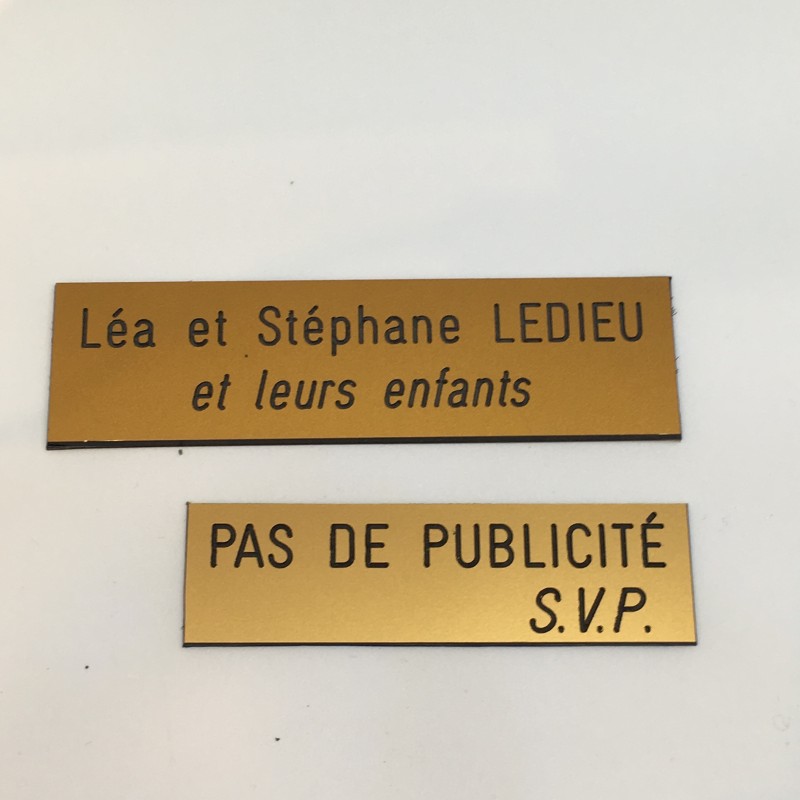 Léa et Stéphane LEDIEU
et leurs enfants
PAS DE PUBLICITÉ
S.V.P.